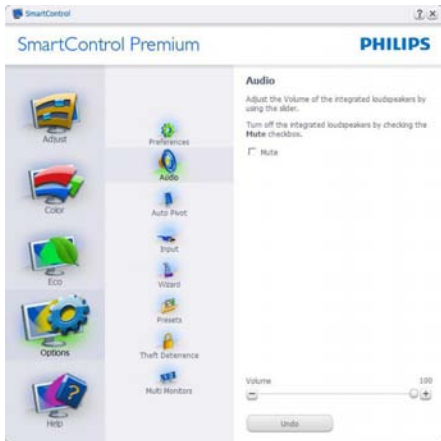 SmartControl
SmartControl Premium
PHILIPS
Adjust
Color
Eco
Options
Help
Preferences
Audio
Auto Pivot
Input
Wizard
Presets
Theft Deterrence
Multi Monitors
Audio
Adjust the Volume of the integrated loudspeakers by
using the slider.
Turn off the integrated loudspeakers by checking the
Mute checkbox.
Mute
Volume 100
Undo